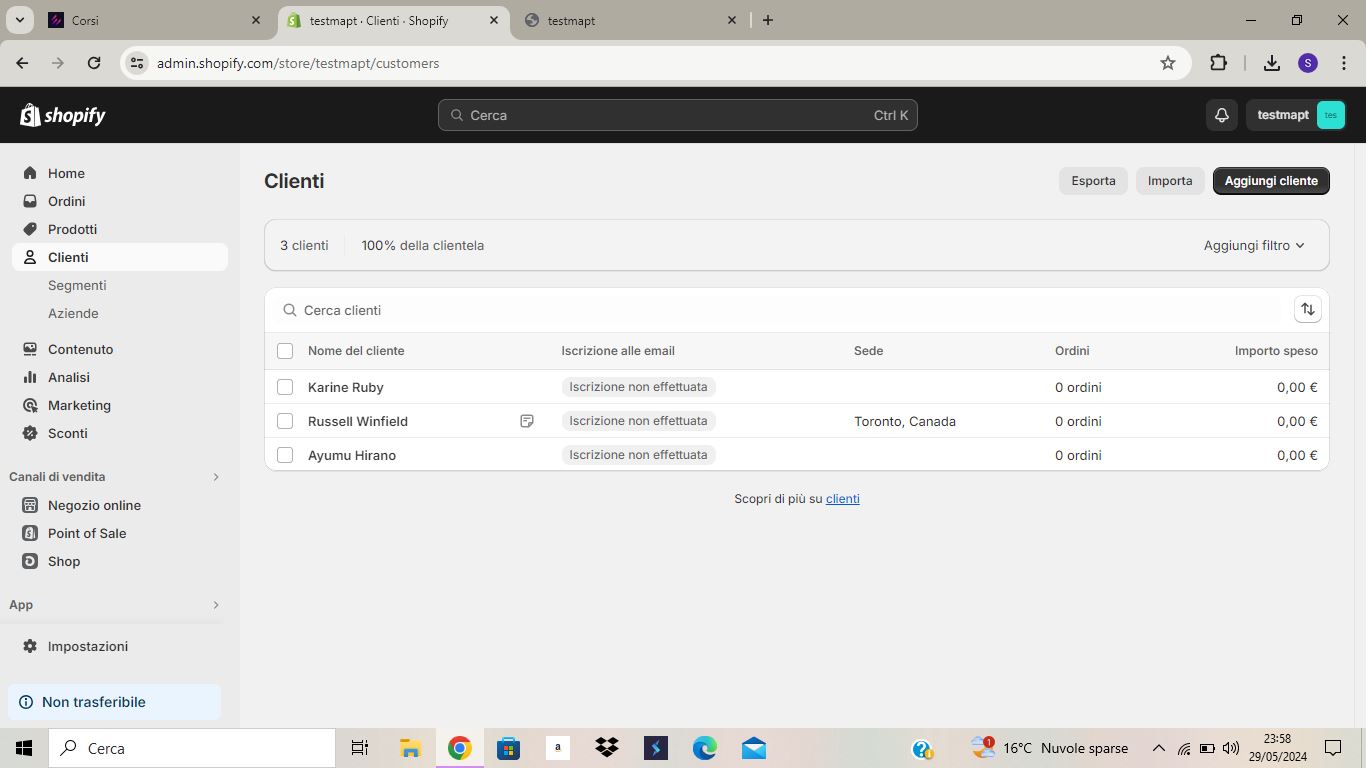 Corsi
testmapt · Clienti · Shopify
testmapt
admin.shopify.com/store/testmapt/customers
S
shopify
Cerca
Ctrl K
testmapt
tes
Home
Ordini
Prodotti
Clienti
Segmenti
Aziende
Contenuto
Analisi
Marketing
Sconti
Canali di vendita
Negozio online
Point of Sale
Shop
App
Impostazioni
Non trasferibile
Clienti
Esporta
Importa
Aggiungi cliente
3 clienti
100% della clientela
Aggiungi filtro
Cerca clienti
Nome del cliente Iscrizione alle email Sede Ordini Importo speso
Karine Ruby Iscrizione non effettuata 0 ordini 0,00 €
Russell Winfield Iscrizione non effettuata Toronto, Canada 0 ordini 0,00 €
Ayumu Hirano Iscrizione non effettuata 0 ordini 0,00 €
Scopri di più su clienti
Cerca
a
1
16°C Nuvole sparse
23:58
29/05/2024